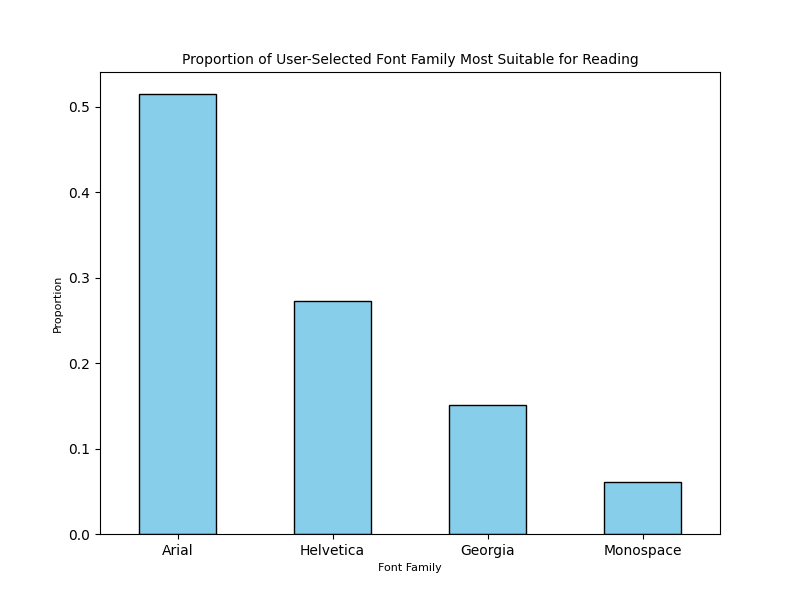 Proportion of User-Selected Font Family Most Suitable for Reading
0.5
0.4
0.3
0.2
0.1
0.0
Proportion
Arial Helvetica Georgia Monospace
Font Family